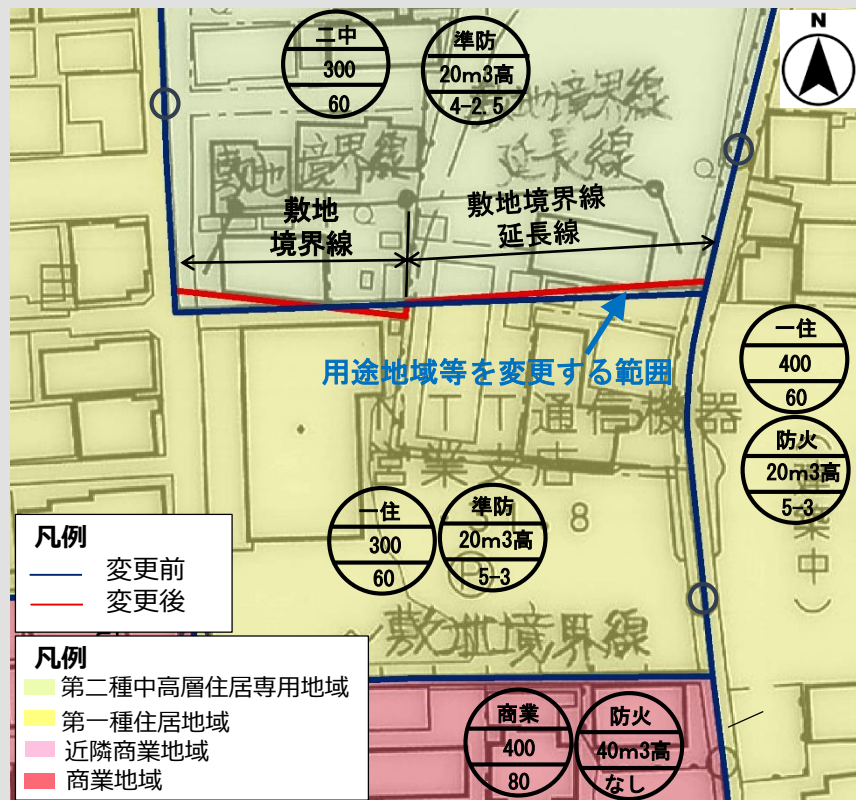 N
二中
300
60
準防
20m3高
4-2.5
敷地境界線
延長線
敷地境界線
敷地
境界線
敷地境界線
延長線
用途地域等を変更する範囲
一住
400
60
防火
20m3高
5-3
NTT通信機器
営業支店
一住
300
60
準防
20m3高
5-3
(建築中)
P
敷地境界線
凡例
変更前
変更後
凡例
第二種中高層住居専用地域
第一種住居地域
近隣商業地域
商業地域
商業
400
80
防火
40m3高
なし